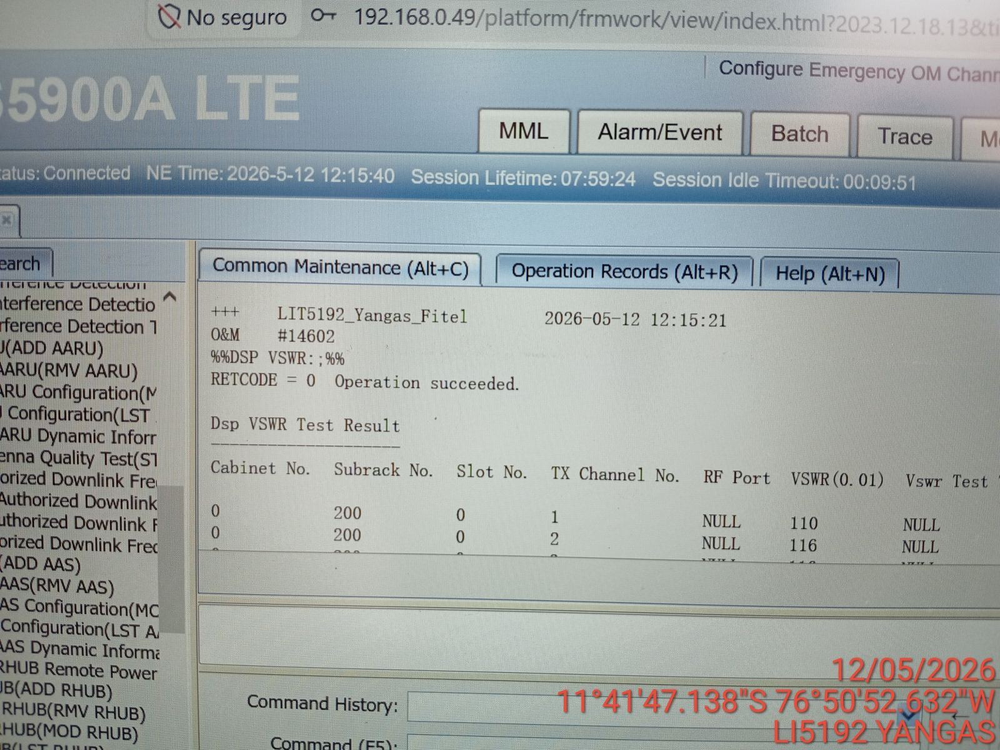 No seguro 192.168.0.49/platform/frmwork/view/index.html?2023.12.18.13&ti
Configure Emergency OM Chann
5900A LTE
MML Alarm/Event Batch Trace
atus: Connected NE Time: 2026-5-12 12:15:40 Session Lifetime: 07:59:24 Session Idle Timeout: 00:09:51
earch
Common Maintenance (Alt+C) Operation Records (Alt+R) Help (Alt+N)
nterference Detectio
rference Detection T
J(ADD AARU)
AARU(RMV AARU)
ARU Configuration(M
Configuration(LST
ARU Dynamic Inforr
enna Quality Test(ST
orized Downlink Fre
Authorized Downlink
uthorized Downlink F
orized Downlink Frec
(ADD AAS)
AAS(RMV AAS)
AS Configuration(MC
Configuration(LST A
AAS Dynamic Informa
RHUB Remote Power
UB(ADD RHUB)
RHUB(RMV RHUB)
HUB(MOD RHUB)
+++ LIT5192_Yangas_Fitel 2026-05-12 12:15:21
O&M #14602
%%DSP VSWR:;%%
RETCODE = 0 Operation succeeded.
Dsp VSWR Test Result
--------------------
Cabinet No. Subrack No. Slot No. TX Channel No. RF Port VSWR(0.01) Vswr Test
0 200 0 1 NULL 110 NULL
0 200 0 2 NULL 116 NULL
Command History:
Command (F5):
12/05/2026
11°41'47.138"S 76°50'52.632"W
LI5192 YANGAS